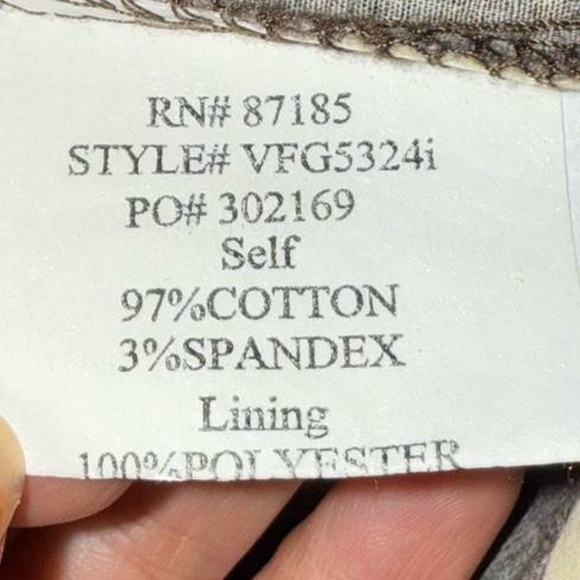 RN# 87185
STYLE# VFG5324i
PO# 302169
Self
97%COTTON
3%SPANDEX
Lining
100%POLYESTER